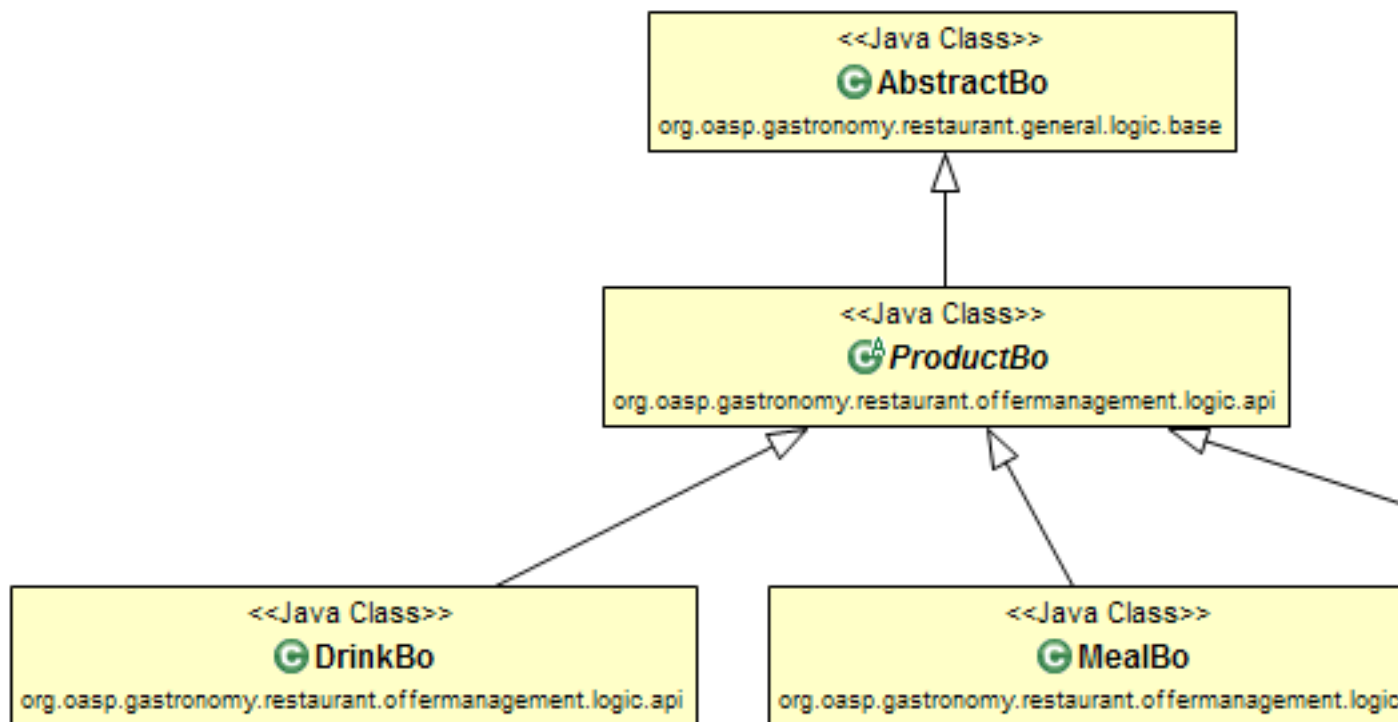 <<Java Class>>
C AbstractBo
org.oasp.gastronomy.restaurant.general.logic.base
<<Java Class>>
C A ProductBo
org.oasp.gastronomy.restaurant.offermanagement.logic.api
<<Java Class>>
C DrinkBo
org.oasp.gastronomy.restaurant.offermanagement.logic.api
<<Java Class>>
C MealBo
org.oasp.gastronomy.restaurant.offermanagement.logic